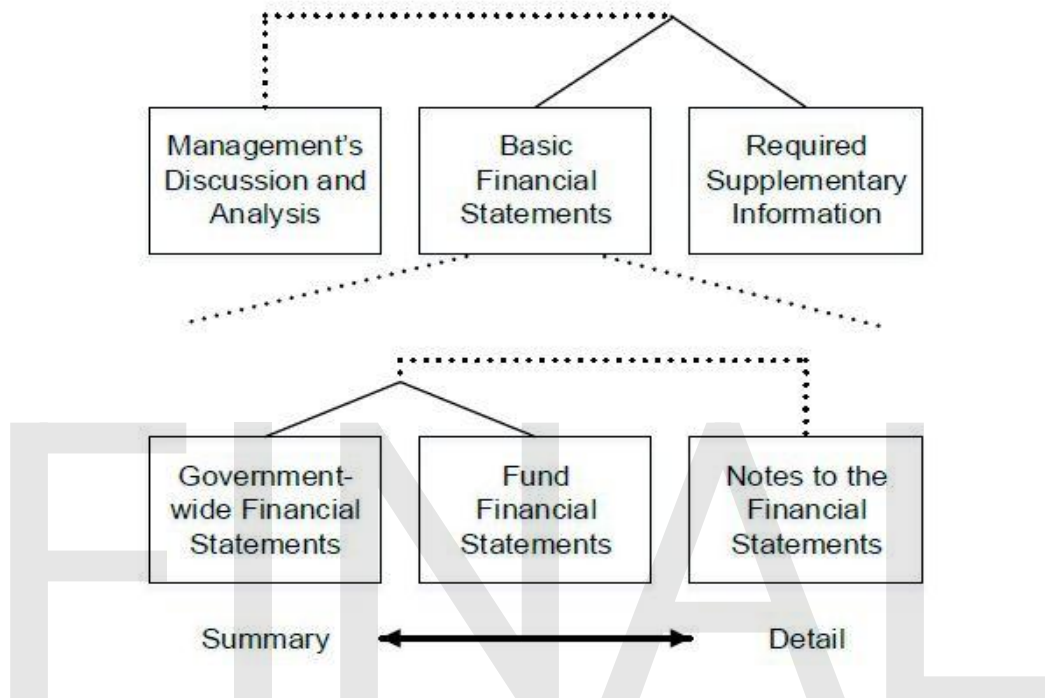 Management's
Discussion and
Analysis
Basic
Financial
Statements
Required
Supplementary
Information
Government-
wide Financial
Statements
Fund
Financial
Statements
Notes to the
Financial
Statements
Summary
Detail
FINAL